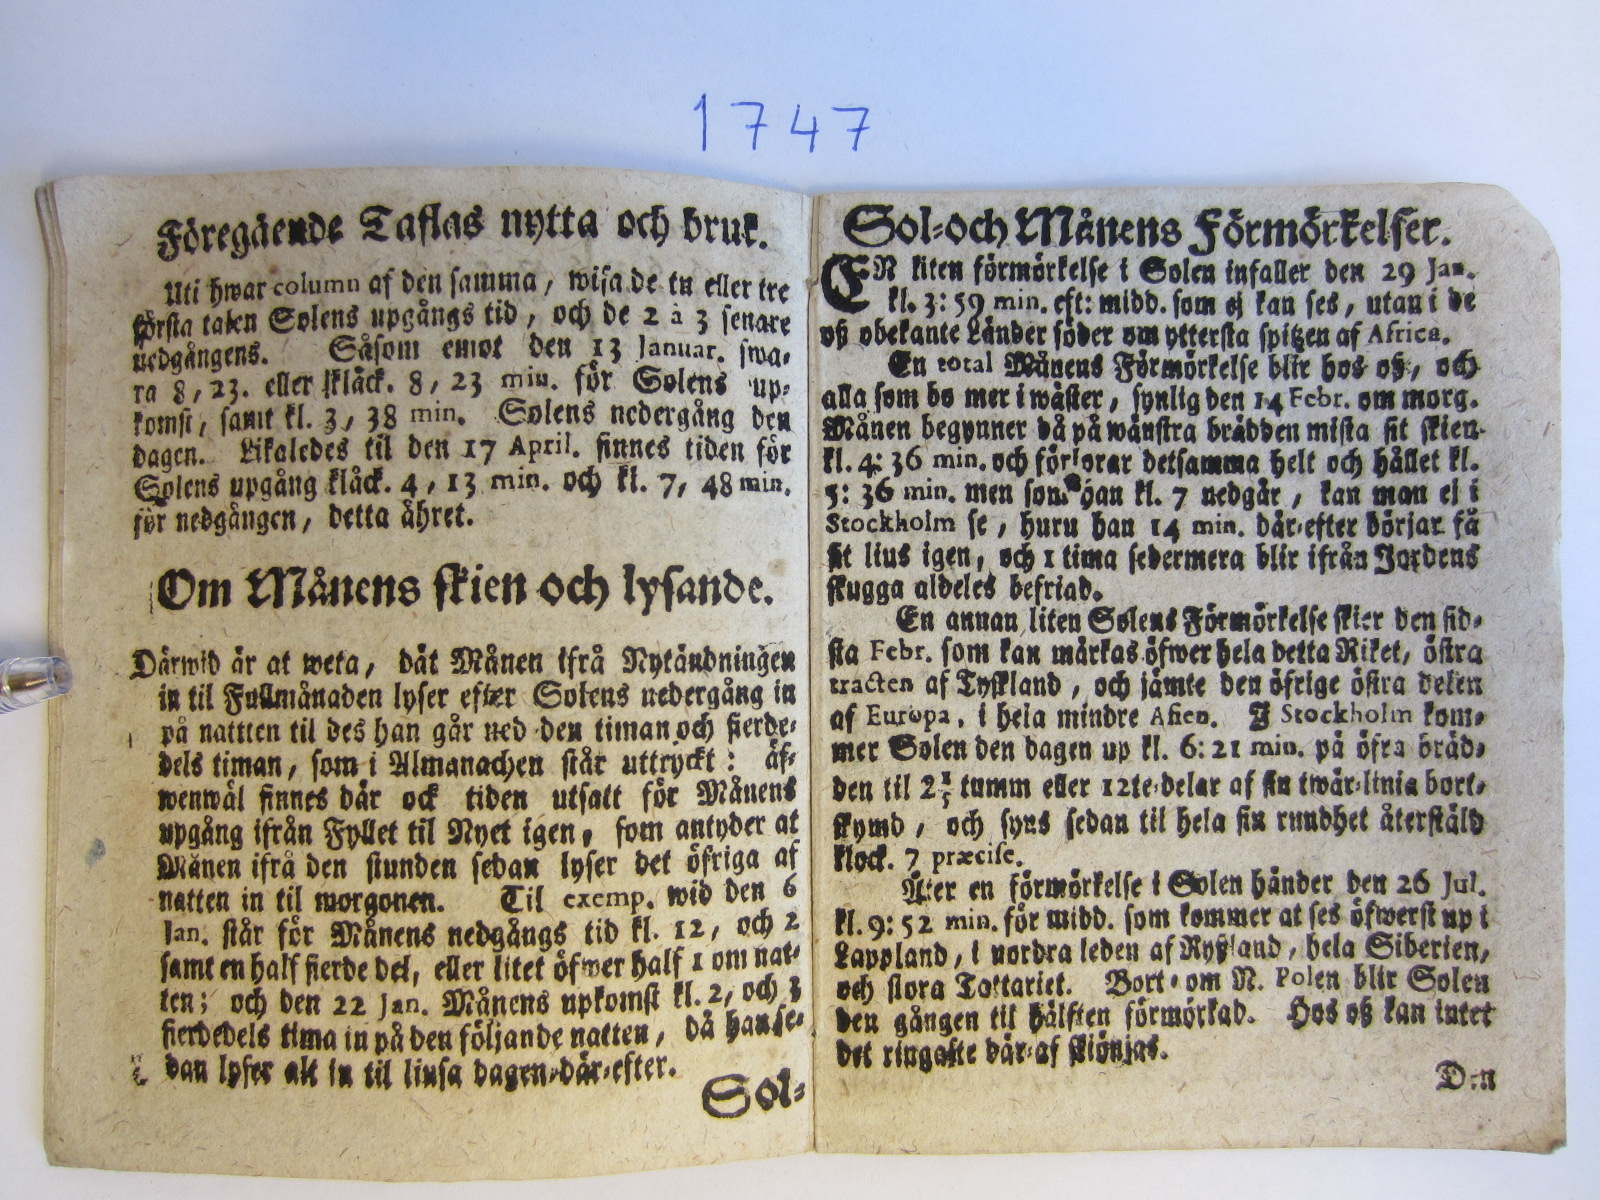 1747
Föregående Taflas nytta och bruk.
Uti hwar column af den samma, wisa de tu eller tre
första talen Solens upgångs tid, och de 2 à 3 senare
nedgångens. Såsom emot den 13 Januar. swa-
ra 8, 23. eller kläck. 8, 23 min. för Solens up-
komst, samt kl. 3, 38 min. Solens nedergång den
dagen. Likaledes til den 17 April. finnes tiden för
Solens upgång kläck. 4, 13 min. och kl. 7, 48 min.
för nedgången, detta åhret.
Om Månens skien och lysande.
Därwid är at weta, dät Månen ifrå Nytändningen
in til Fullmånaden lyser efter Solens nedergång in
på nattten til des han går ned den timan och fierde-
dels timan, som i Almanachen står uttryckt: äf-
wenwäl finnes där ock tiden utsatt för Månens
upgång ifrån Fyllet til Nyet igen, som antyder at
Månen ifrå den stunden sedan lyser det öfriga af
natten in til morgonen. Til exemp. wid den 6
Jan. står för Månens nedgångs tid kl. 12, och 2
samt en half fierde del, eller litet öfwer half 1 om nat-
ten; och den 22 Jan. Månens upkomst kl. 2, och 3
fierdedels tima in på den följande natten, då han se-
dan lyser alt in til liusa dagen där-efter.
Sol-
Sol-och Månens Förmörkelser.
EN liten förmörkelse i Solen infaller den 29 Jan.
kl. 3: 59 min. eft: midd. som ej kan ses, utan i de
oß obekante Länder söder om yttersta spitzen af Africa.
En total Månens Förmörkelse blir hos oß, och
alla som bo mer i wäster, synlig den 14 Febr. om morg.
Månen begynner då på wänstra brädden mista sit skien
kl. 4: 36 min. och förlorar detsamma helt och hållet kl.
5: 36 min. men som han kl. 7 nedgår, kan man ej i
Stockholm se, huru han 14 min. där-efter börjar få
sit lius igen, och 1 tima sedermera blir ifrån Jordens
skugga aldeles befriad.
En annan liten Solens Förmörkelse skier den sid-
sta Febr. som kan märkas öfwer hela detta Riket, östra
tracten af Tyskland, och jämte den öfrige östra delen
af Europa, i hela mindre Asien. I Stockholm kom-
mer Solen den dagen up kl. 6: 21 min. på öfra bräd-
den til 2 1/5 tumm eller 12te-delar af sin twär-linia bort-
skymd, och syns sedan til hela sin rundhet återstäld
klock. 7 præcise.
Åter en förmörkelse i Solen händer den 26 Jul.
kl. 9: 52 min. för midd. som kommer at ses öfwerst up i
Lappland, i nordra leden af Ryßland, hela Siberien,
och stora Tattariet. Bort-om N. Polen blir Solen
den gången til hälften förmörkad. Hos oß kan intet
det ringaste där-af skiönjas.
Den